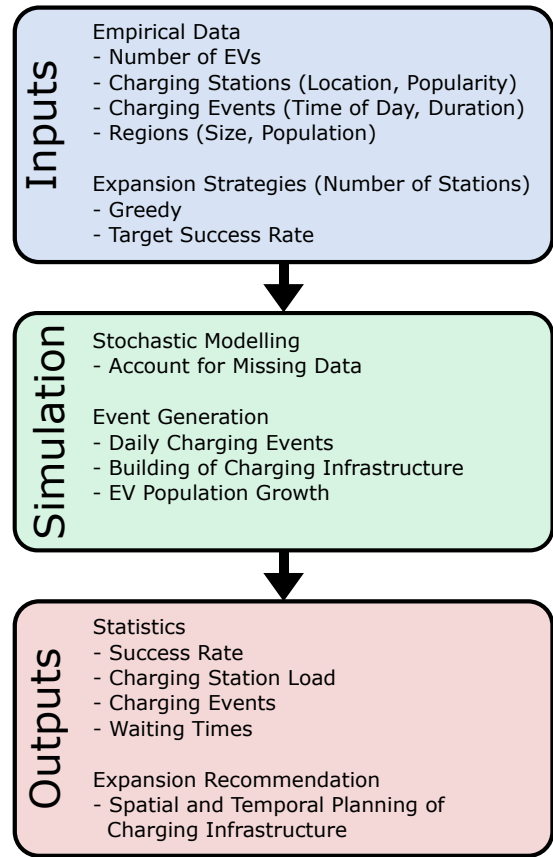 Inputs
Empirical Data
- Number of EVs
- Charging Stations (Location, Popularity)
- Charging Events (Time of Day, Duration)
- Regions (Size, Population)
Expansion Strategies (Number of Stations)
- Greedy
- Target Success Rate
Simulation
Stochastic Modelling
- Account for Missing Data
Event Generation
- Daily Charging Events
- Building of Charging Infrastructure
- EV Population Growth
Outputs
Statistics
- Success Rate
- Charging Station Load
- Charging Events
- Waiting Times
Expansion Recommendation
- Spatial and Temporal Planning of
Charging Infrastructure